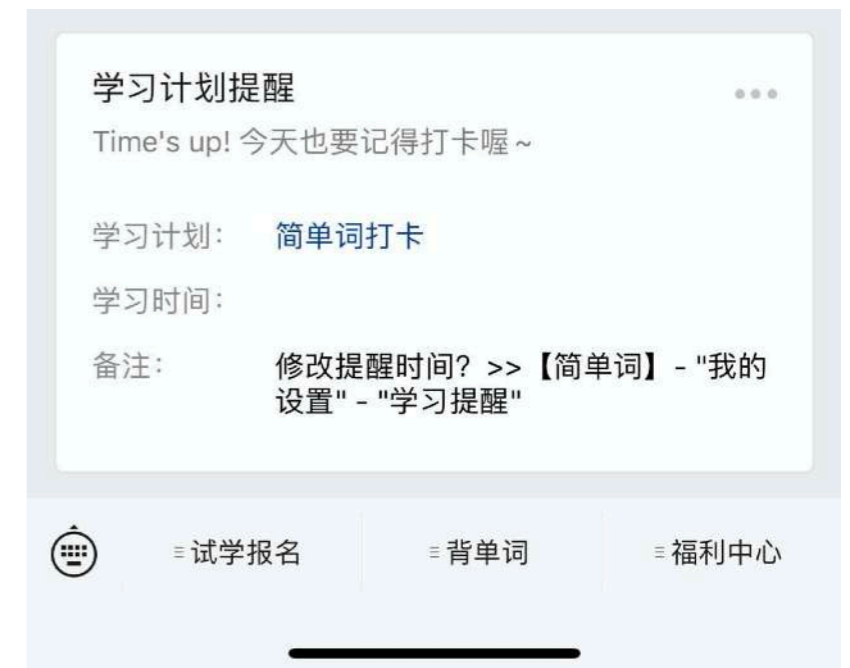 学习计划提醒
Time's up! 今天也要记得打卡喔~
学习计划： 简单词打卡
学习时间：
备注： 修改提醒时间？>>【简单词】- "我的
设置" - "学习提醒"
试学报名 背单词 福利中心